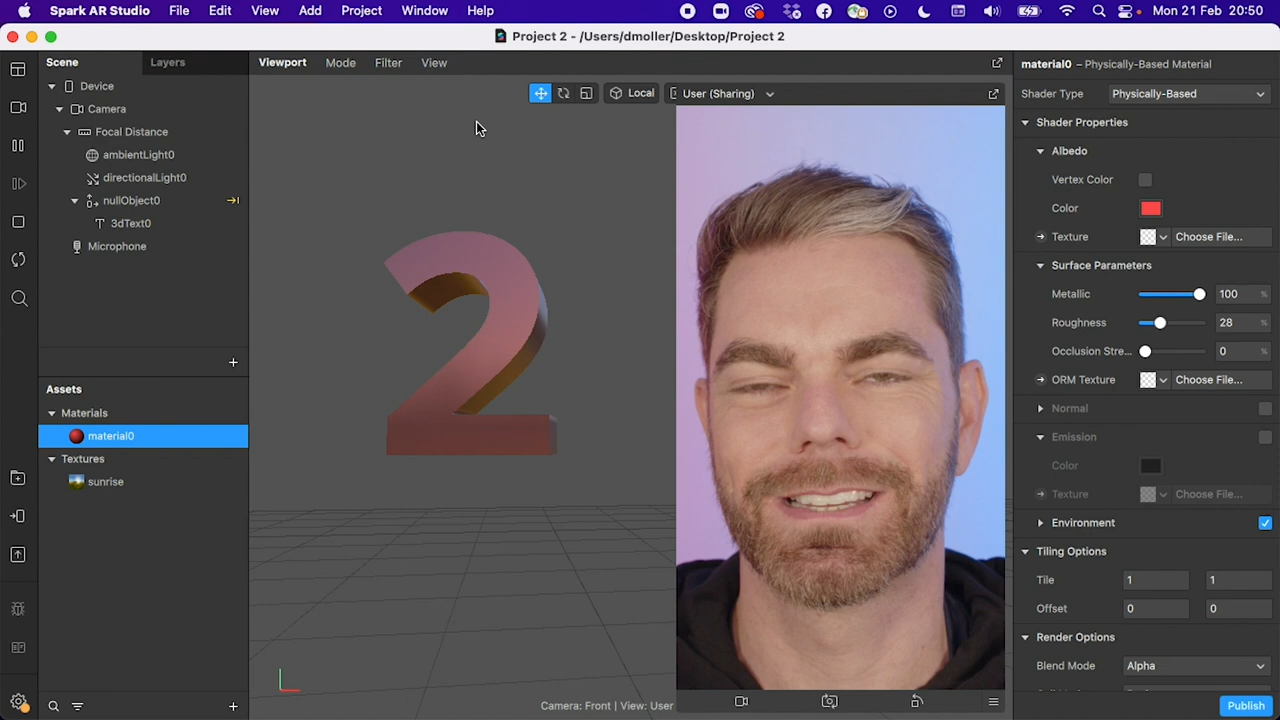 Spark AR Studio File Edit View Add Project Window Help Mon 21 Feb 20:50
Project 2 - /Users/dmoller/Desktop/Project 2
Scene Layers
Device
Camera
Focal Distance
ambientLight0
directionalLight0
nullObject0
3dText0
Microphone
+
Assets
Materials
material0
Textures
sunrise
+
Viewport Mode Filter View
Local
2
Camera: Front | View: User
User (Sharing)
material0 – Physically-Based Material
Shader Type Physically-Based
Shader Properties
Albedo
Vertex Color
Color
Texture Choose File...
Surface Parameters
Metallic 100 %
Roughness 28 %
Occlusion Stre... 0 %
ORM Texture Choose File...
Normal
Emission
Color
Texture Choose File...
Environment
Tiling Options
Tile 1 1
Offset 0 0
Render Options
Blend Mode Alpha
Publish